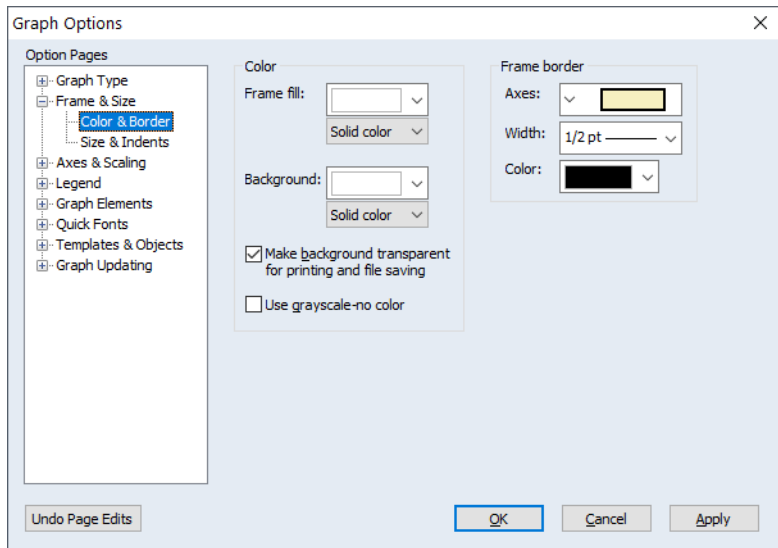 Graph Options
Option Pages
Graph Type
Frame & Size
Color & Border
Size & Indents
Axes & Scaling
Legend
Graph Elements
Quick Fonts
Templates & Objects
Graph Updating
Color
Frame fill:
Solid color
Background:
Solid color
Make background transparent
for printing and file saving
Use grayscale-no color
Frame border
Axes:
Width:
1/2 pt
Color:
Undo Page Edits
OK
Cancel
Apply